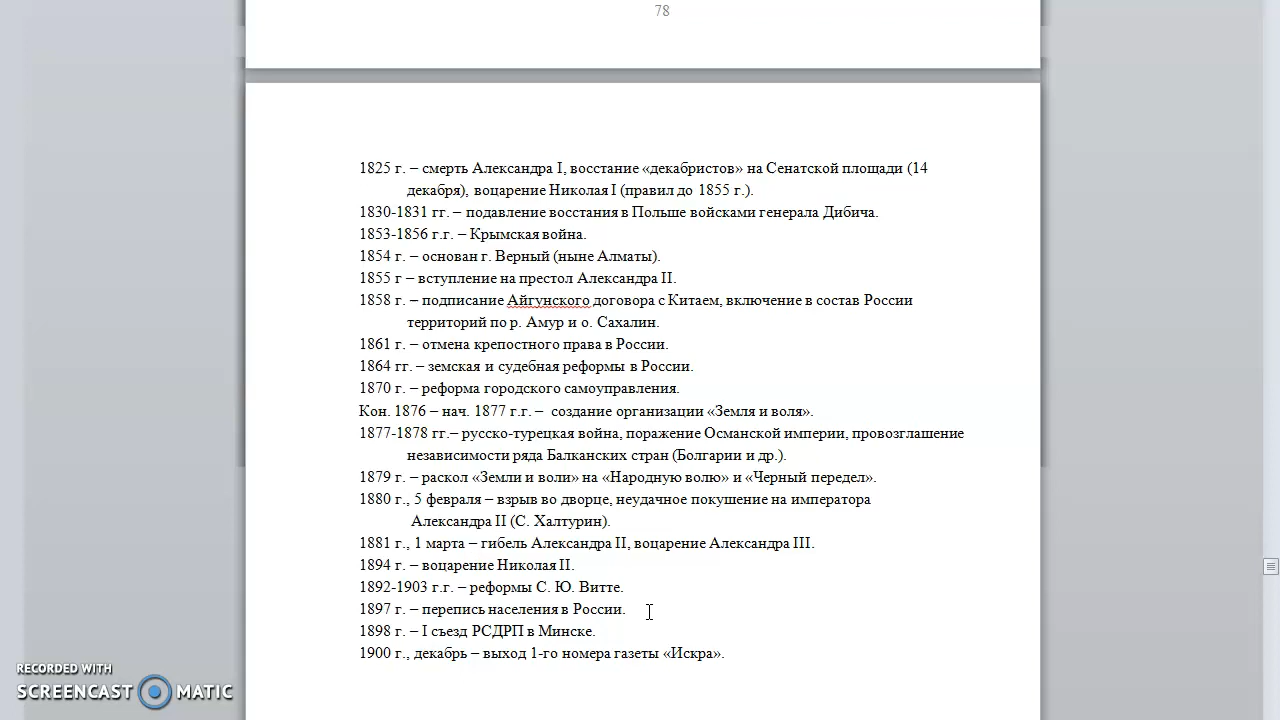 78
1825 г. – смерть Александра I, восстание «декабристов» на Сенатской площади (14
декабря), воцарение Николая I (правил до 1855 г.).
1830-1831 гг. – подавление восстания в Польше войсками генерала Дибича.
1853-1856 г.г. – Крымская война.
1854 г. – основан г. Верный (ныне Алматы).
1855 г – вступление на престол Александра II.
1858 г. – подписание Айгунского договора с Китаем, включение в состав России
территорий по р. Амур и о. Сахалин.
1861 г. – отмена крепостного права в России.
1864 гг. – земская и судебная реформы в России.
1870 г. – реформа городского самоуправления.
Кон. 1876 – нач. 1877 г.г. – создание организации «Земля и воля».
1877-1878 гг.– русско-турецкая война, поражение Османской империи, провозглашение
независимости ряда Балканских стран (Болгарии и др.).
1879 г. – раскол «Земли и воли» на «Народную волю» и «Черный передел».
1880 г., 5 февраля – взрыв во дворце, неудачное покушение на императора
Александра II (С. Халтурин).
1881 г., 1 марта – гибель Александра II, воцарение Александра III.
1894 г. – воцарение Николая II.
1892-1903 г.г. – реформы С. Ю. Витте.
1897 г. – перепись населения в России.
1898 г. – I съезд РСДРП в Минске.
1900 г., декабрь – выход 1-го номера газеты «Искра».
RECORDED WITH
SCREENCAST MATIC